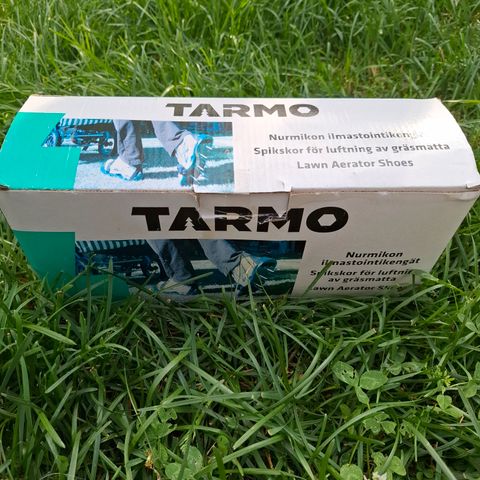 TARMO
Nurmikon ilmastointikengät
Spikskor för luftning av gräsmatta
Lawn Aerator Shoes
TARMO
Nurmikon
ilmastointikengät
Spikskor för luftning
av gräsmatta
Lawn Aerator Shoes